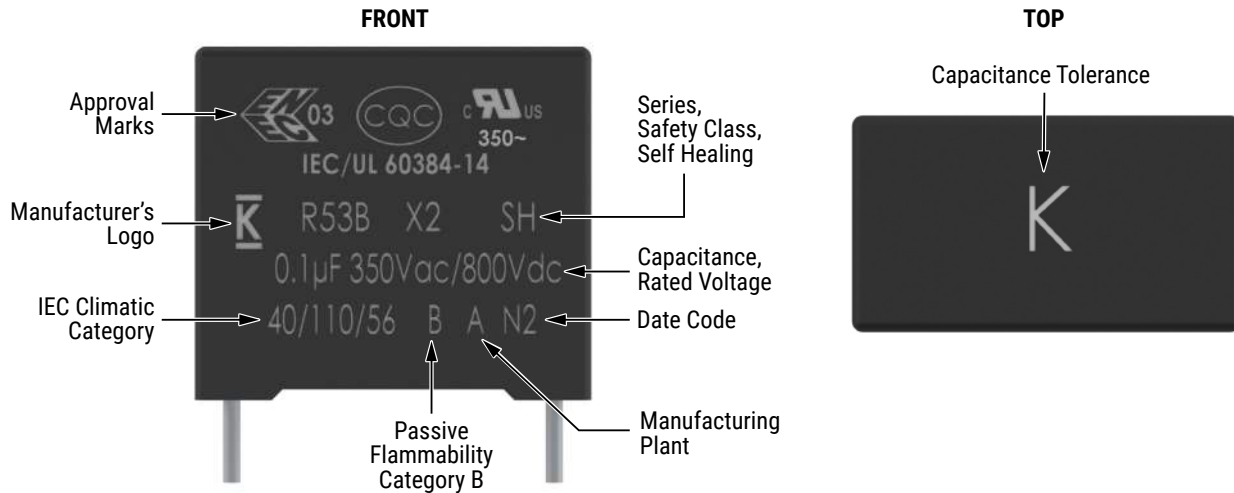 FRONT
TOP
Approval
Marks
03
CQC
C RU US
350~
IEC/UL 60384-14
Manufacturer's
Logo
K
R53B X2 SH
Series,
Safety Class,
Self Healing
0.1µF 350Vac/800Vdc
Capacitance,
Rated Voltage
IEC Climatic
Category
40/110/56 B A N2
Date Code
Passive
Flammability
Category B
Manufacturing
Plant
Capacitance Tolerance
K